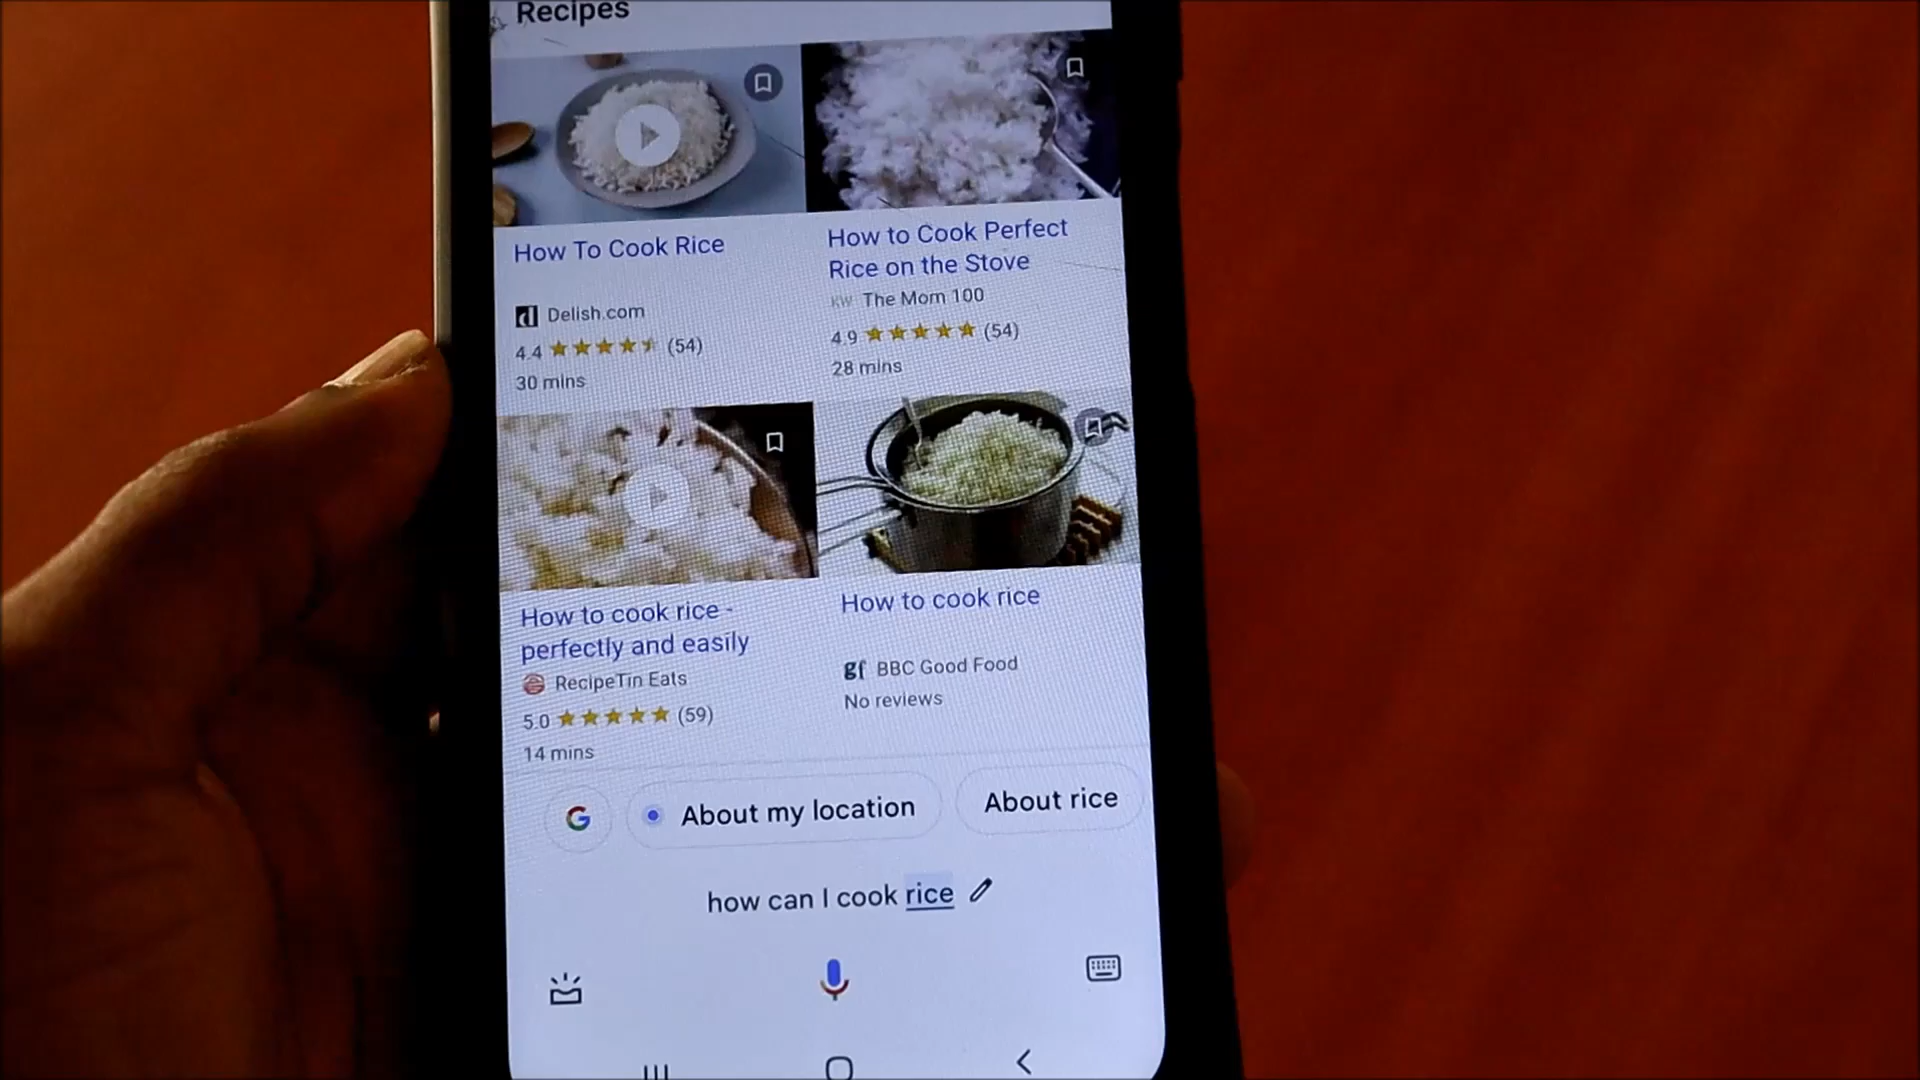 Recipes
How To Cook Rice
Delish.com
4.4 (54)
30 mins
How to Cook Perfect
Rice on the Stove
KW The Mom 100
4.9 (54)
28 mins
How to cook rice -
perfectly and easily
RecipeTin Eats
5.0 (59)
14 mins
How to cook rice
gf BBC Good Food
No reviews
G About my location About rice
how can I cook rice